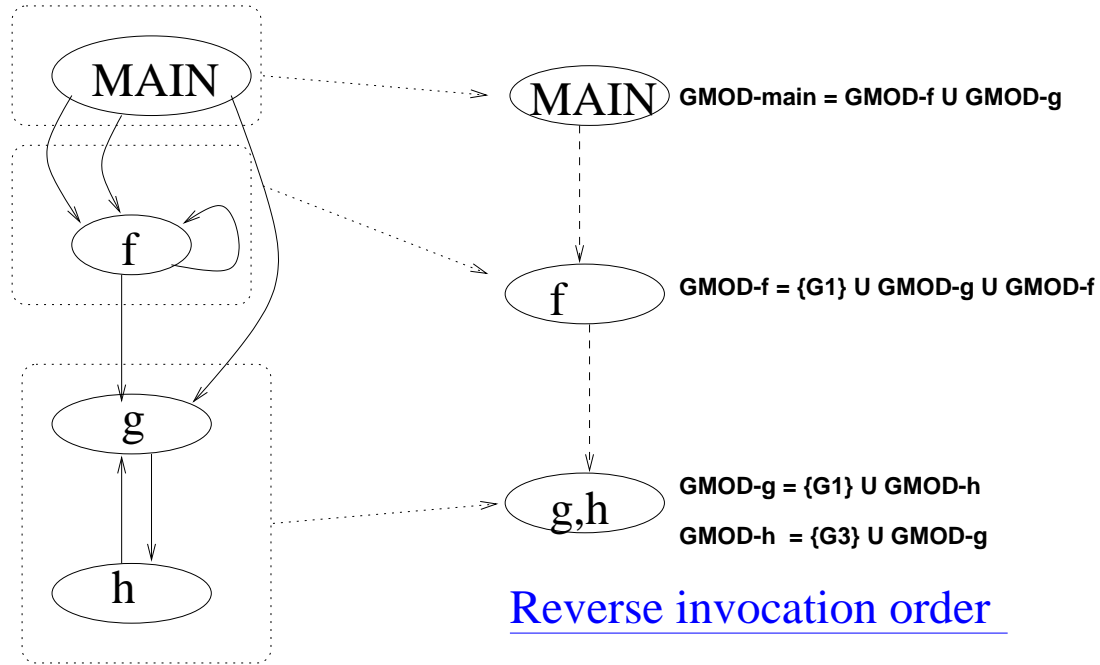 MAIN
f
g
h
MAIN
GMOD-main = GMOD-f U GMOD-g
f
GMOD-f = {G1} U GMOD-g U GMOD-f
g,h
GMOD-g = {G1} U GMOD-h
GMOD-h = {G3} U GMOD-g
Reverse invocation order